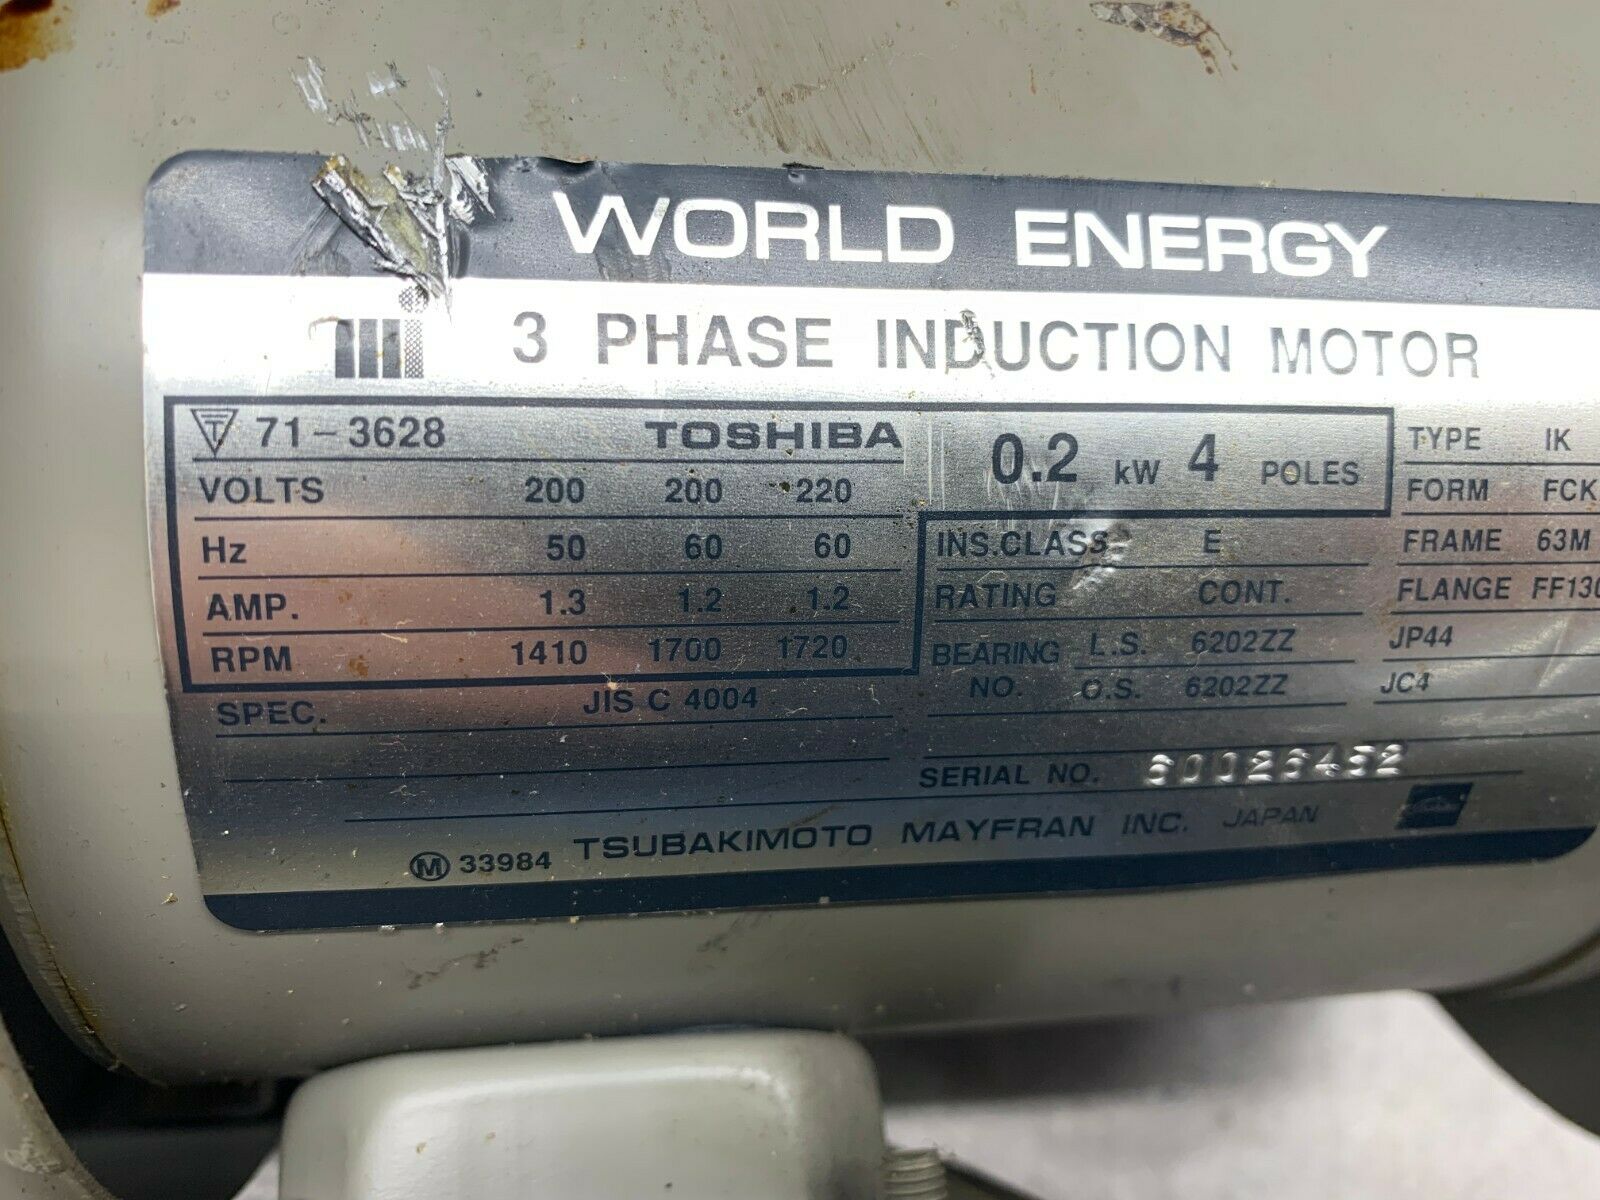 WORLD ENERGY
3 PHASE INDUCTION MOTOR
T 71-3628 TOSHIBA
VOLTS 200 200 220
Hz 50 60 60
AMP. 1.3 1.2 1.2
RPM 1410 1700 1720
SPEC. JIS C 4004
0.2 kW 4 POLES
INS.CLASS E
RATING CONT.
BEARING L.S. 6202ZZ
NO. O.S. 6202ZZ
TYPE IK
FORM FCK
FRAME 63M
FLANGE FF130
JP44
JC4
SERIAL NO. 60026452
M 33984 TSUBAKIMOTO MAYFRAN INC. JAPAN